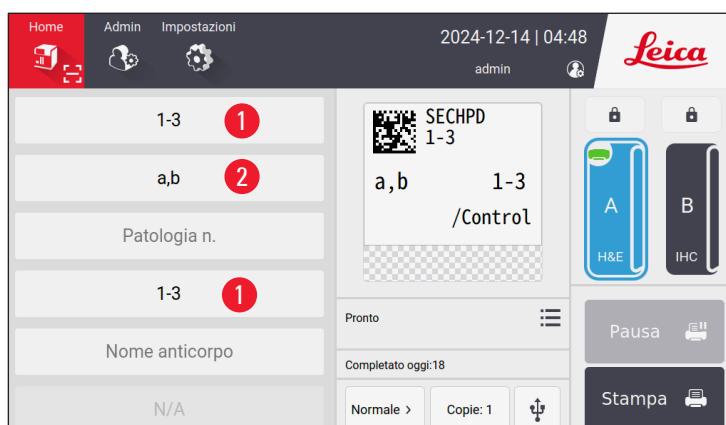 Home
Admin
Impostazioni
2024-12-14 | 04:48
admin
Leica
1-3
1
a,b
2
Patologia n.
1-3
1
Nome anticorpo
N/A
SECHPD
1-3
a,b 1-3
/Control
Pronto
Completato oggi:18
Normale >
Copie: 1
A
H&E
B
IHC
Pausa
Stampa